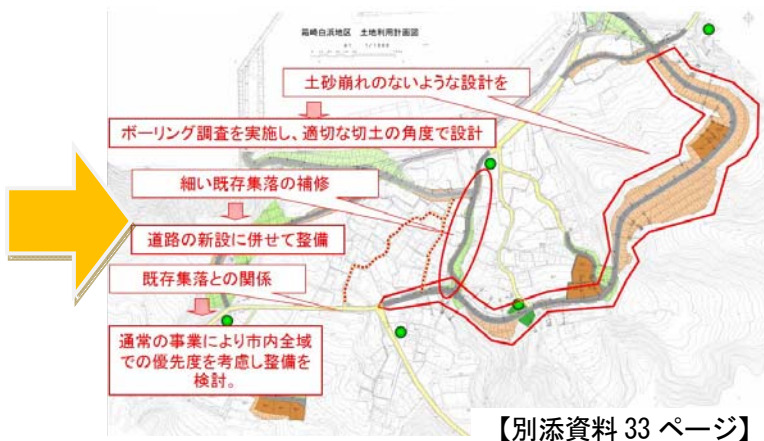 箱崎白浜地区 土地利用計画図
土砂崩れのないような設計を
ボーリング調査を実施し、適切な切土の角度で設計
細い既存集落の補修
道路の新設に併せて整備
既存集落との関係
通常の事業により市内全域
での優先度を考慮し整備を
検討。
【別添資料 33 ページ】